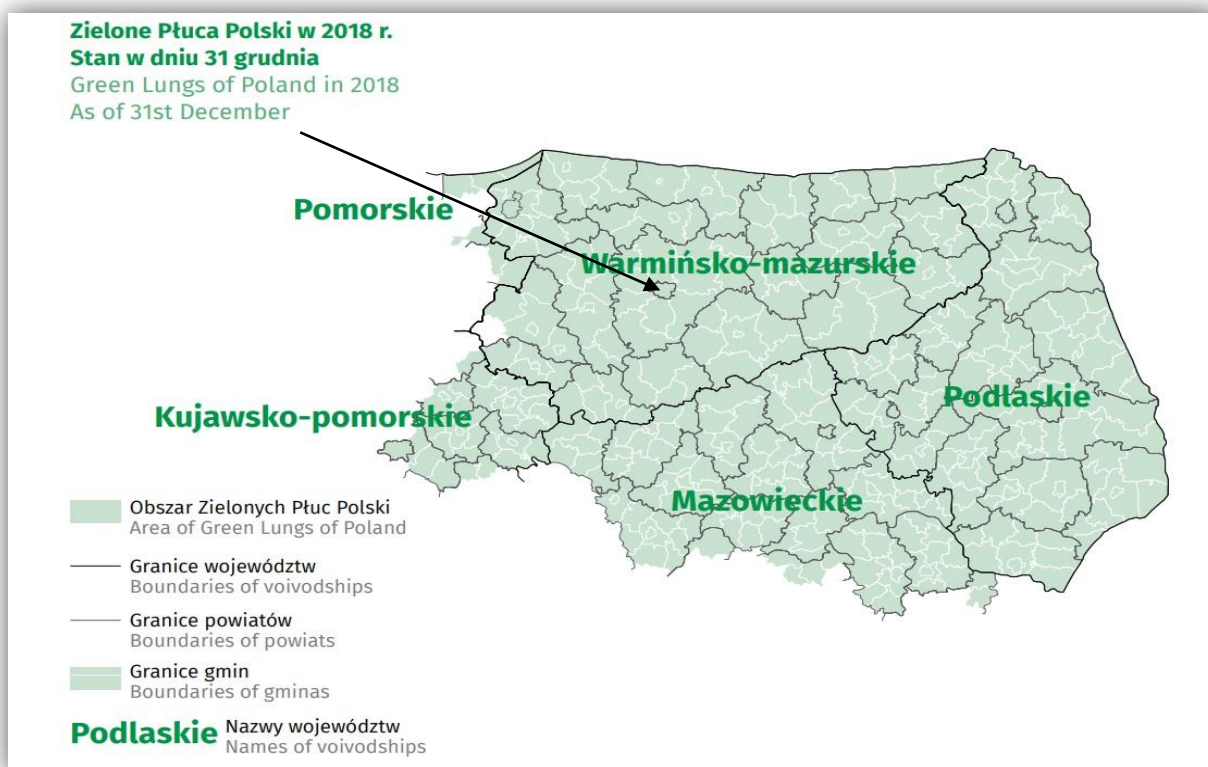 Zielone Płuca Polski w 2018 r.
Stan w dniu 31 grudnia
Green Lungs of Poland in 2018
As of 31st December
Pomorskie
Warmińsko-mazurskie
Podlaskie
Kujawsko-pomorskie
Mazowieckie
Obszar Zielonych Płuc Polski
Area of Green Lungs of Poland
Granice województw
Boundaries of voivodships
Granice powiatów
Boundaries of powiats
Granice gmin
Boundaries of gminas
Podlaskie Nazwy województw
Names of voivodships